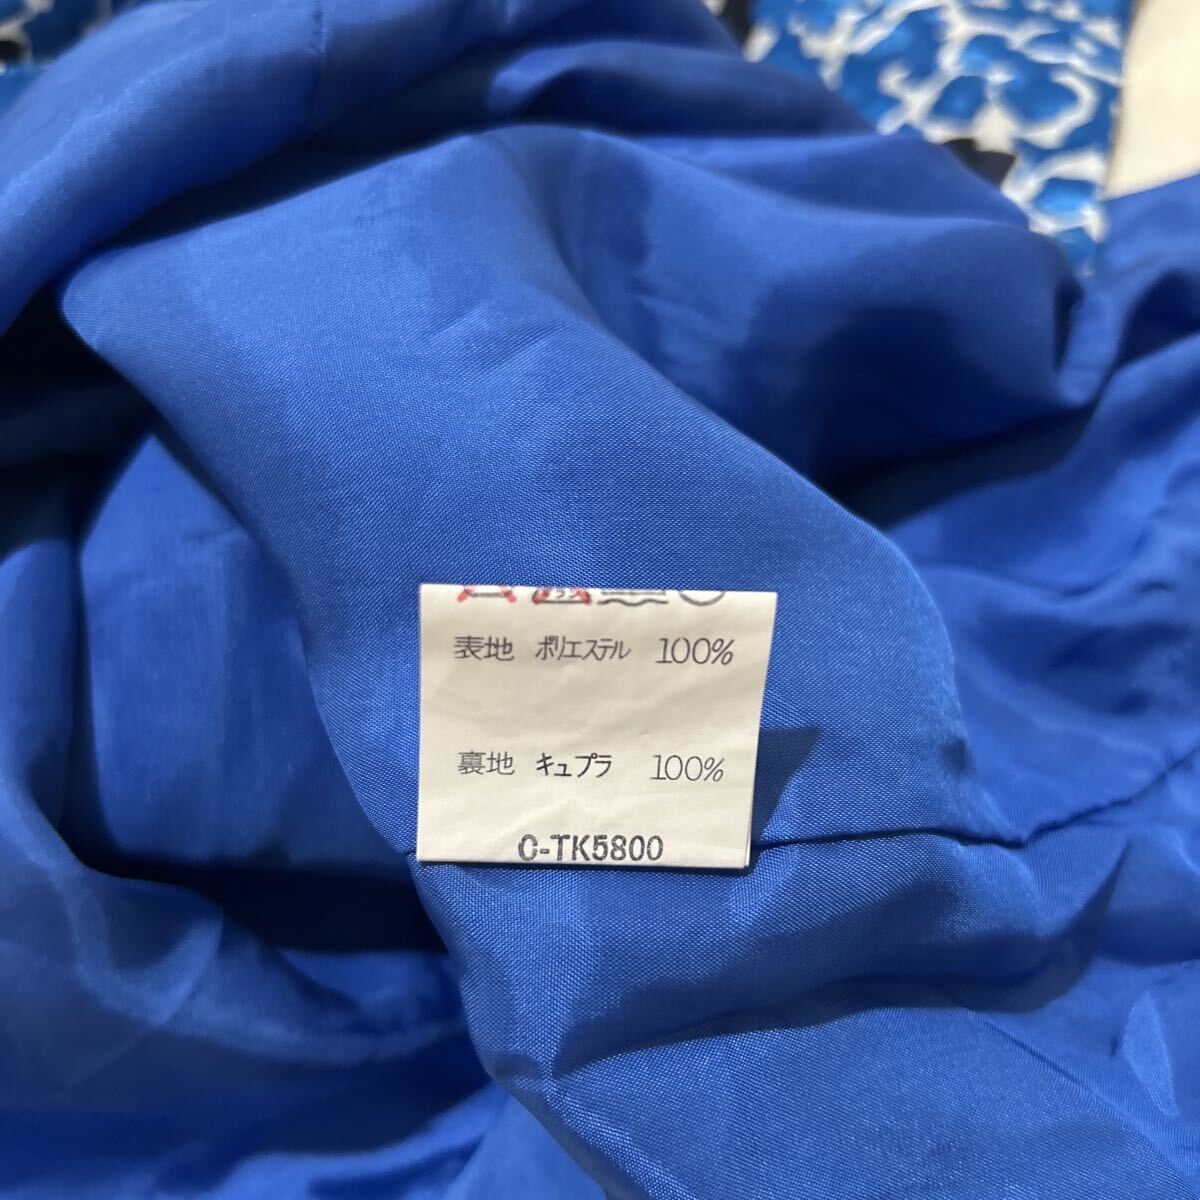 表地 ポリエステル 100%
裏地 キュプラ 100%
C-TK5800